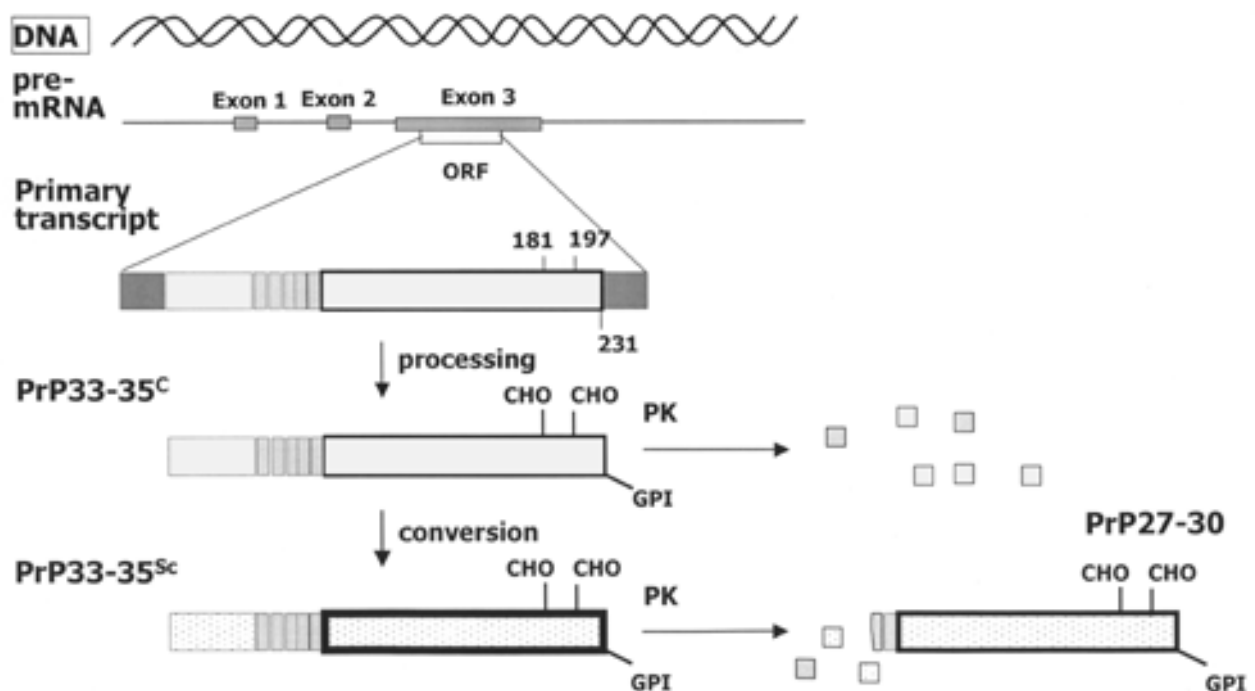 DNA
pre-
mRNA
Exon 1 Exon 2 Exon 3
ORF
Primary
transcript
181 197
231
processing
PrP33-35ᶜ
CHO CHO
PK
GPI
conversion
PrP27-30
PrP33-35ˢᶜ
CHO CHO
PK
CHO CHO
GPI
GPI